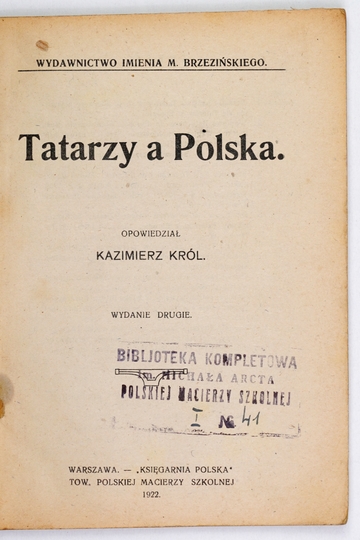 WYDAWNICTWO IMIENIA M. BRZEZIŃSKIEGO.
Tatarzy a Polska.
OPOWIEDZIAŁ
KAZIMIERZ KRÓL.
WYDANIE DRUGIE.
BIBLJOTEKA KOMPLETOWA
MICHAŁA ARCTA
POLSKIEJ MACIERZY SZKOLNEJ
I № 41
WARSZAWA. — „KSIĘGARNIA POLSKA"
TOW. POLSKIEJ MACIERZY SZKOLNEJ
1922.